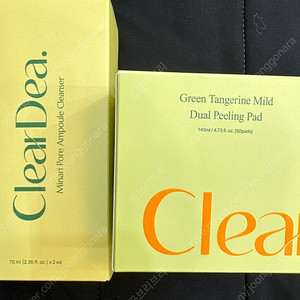 ClearDea.
Minari Pore Ampoule Cleanser
70 ml (2.36 fl. oz.) x 2 ea
Green Tangerine Mild
Dual Peeling Pad
140ml / 4.73 fl. oz. (50pads)
Clear